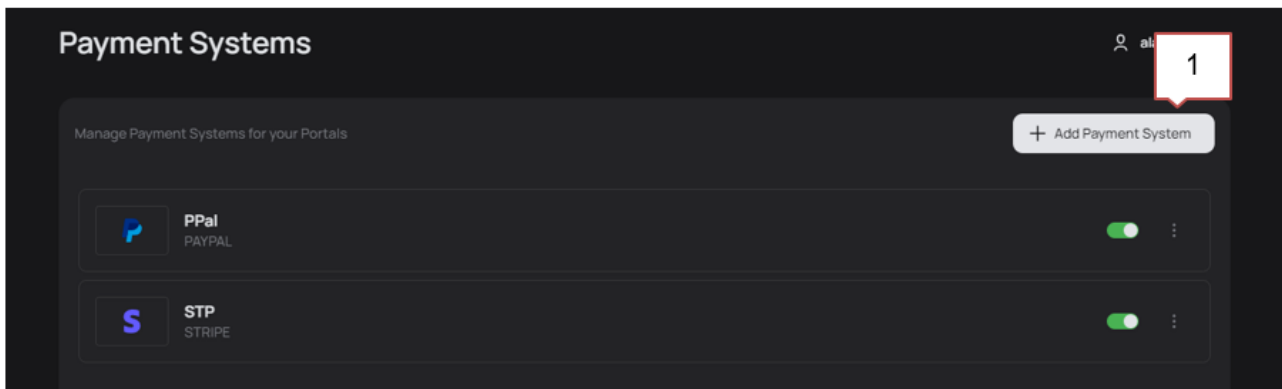 Payment Systems
1
Manage Payment Systems for your Portals
+ Add Payment System
PPal
PAYPAL
STP
STRIPE